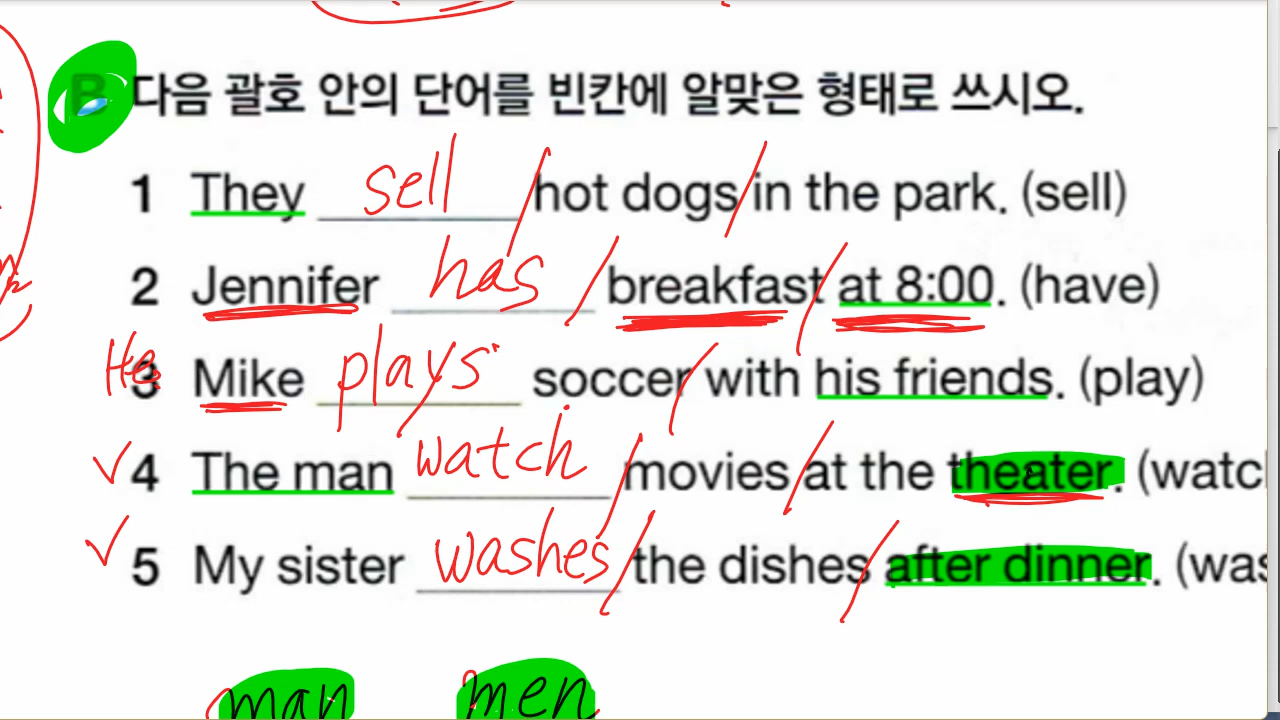 B 다음 괄호 안의 단어를 빈칸에 알맞은 형태로 쓰시오.
1 They sell hot dogs in the park. (sell)
2 Jennifer has breakfast at 8:00. (have)
He
3 Mike plays soccer with his friends. (play)
4 The man watch movies at the theater. (watc
5 My sister washes the dishes after dinner. (was
man men